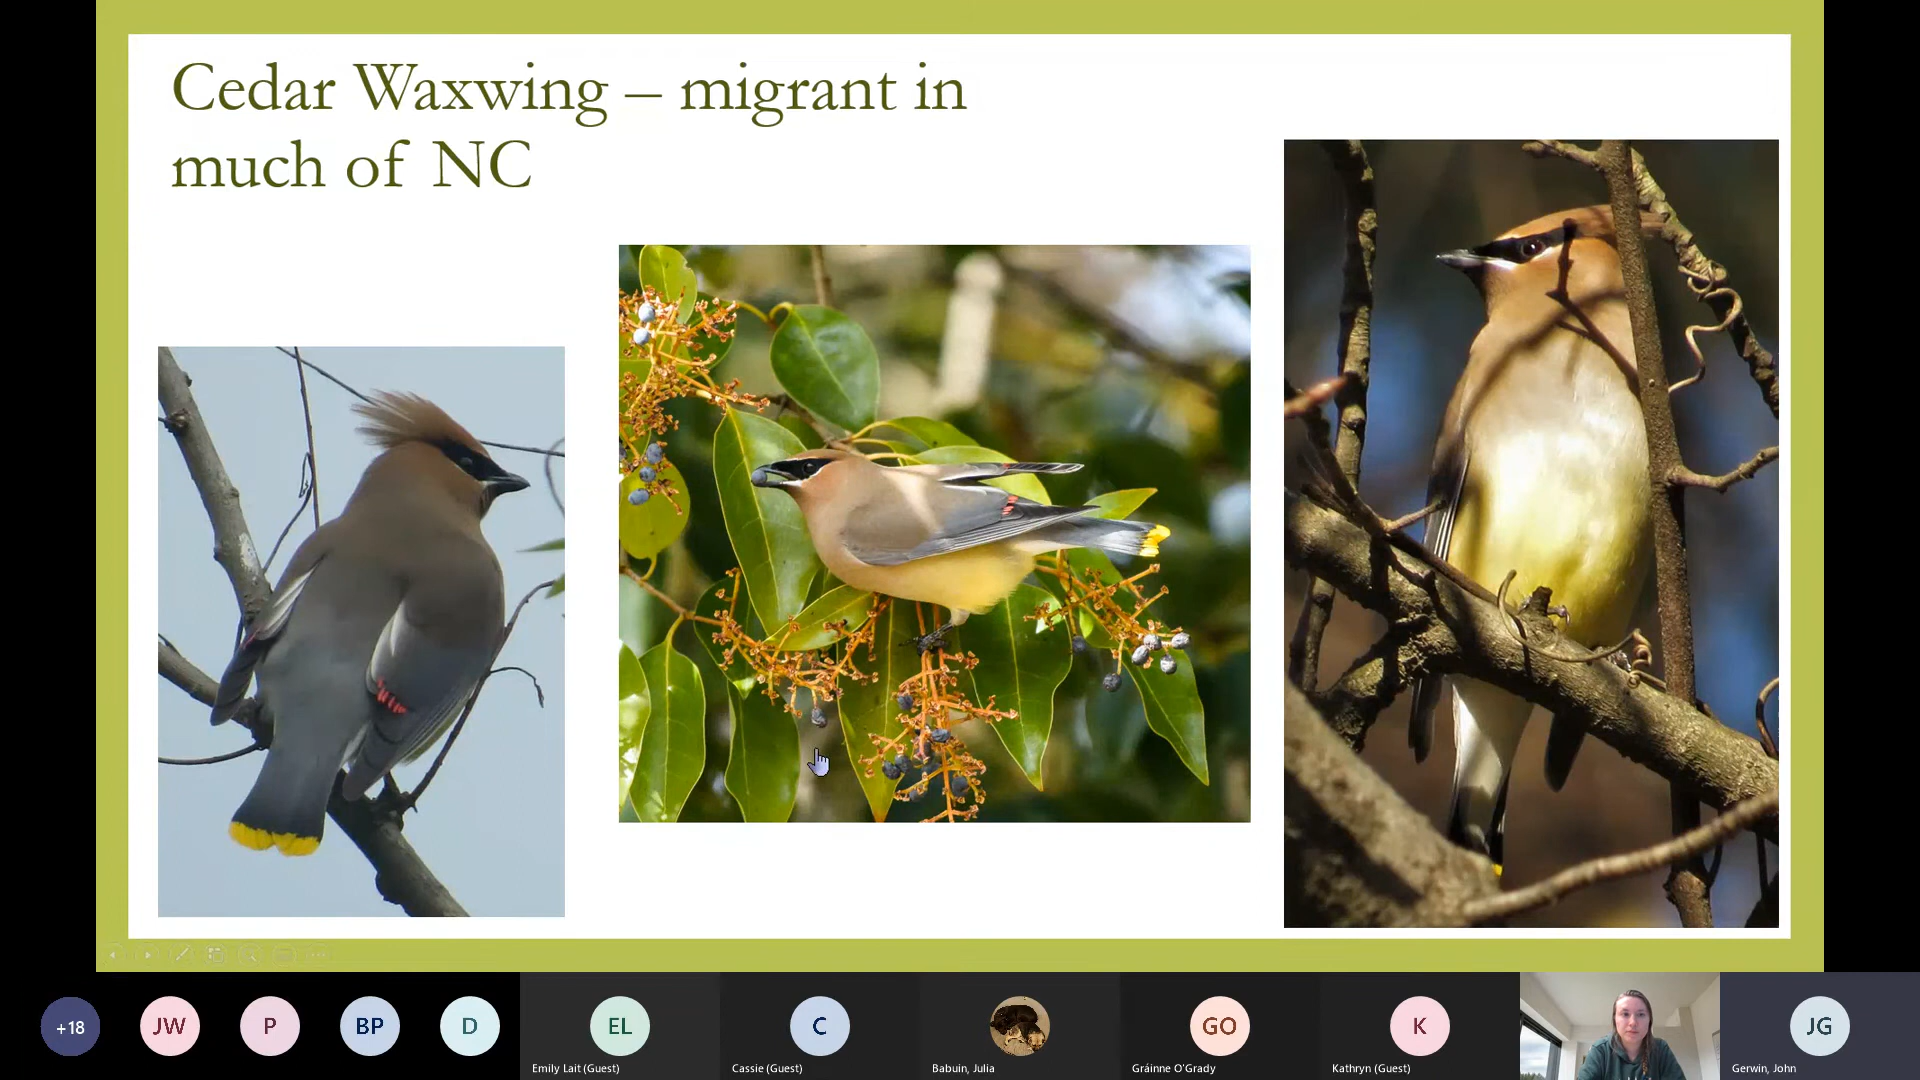 Cedar Waxwing – migrant in
much of NC
+18
JW
P
BP
D
EL
C
GO
K
JG
Emily Lait (Guest)
Cassie (Guest)
Babuin, Julia
Gráinne O'Grady
Kathryn (Guest)
Gerwin, John